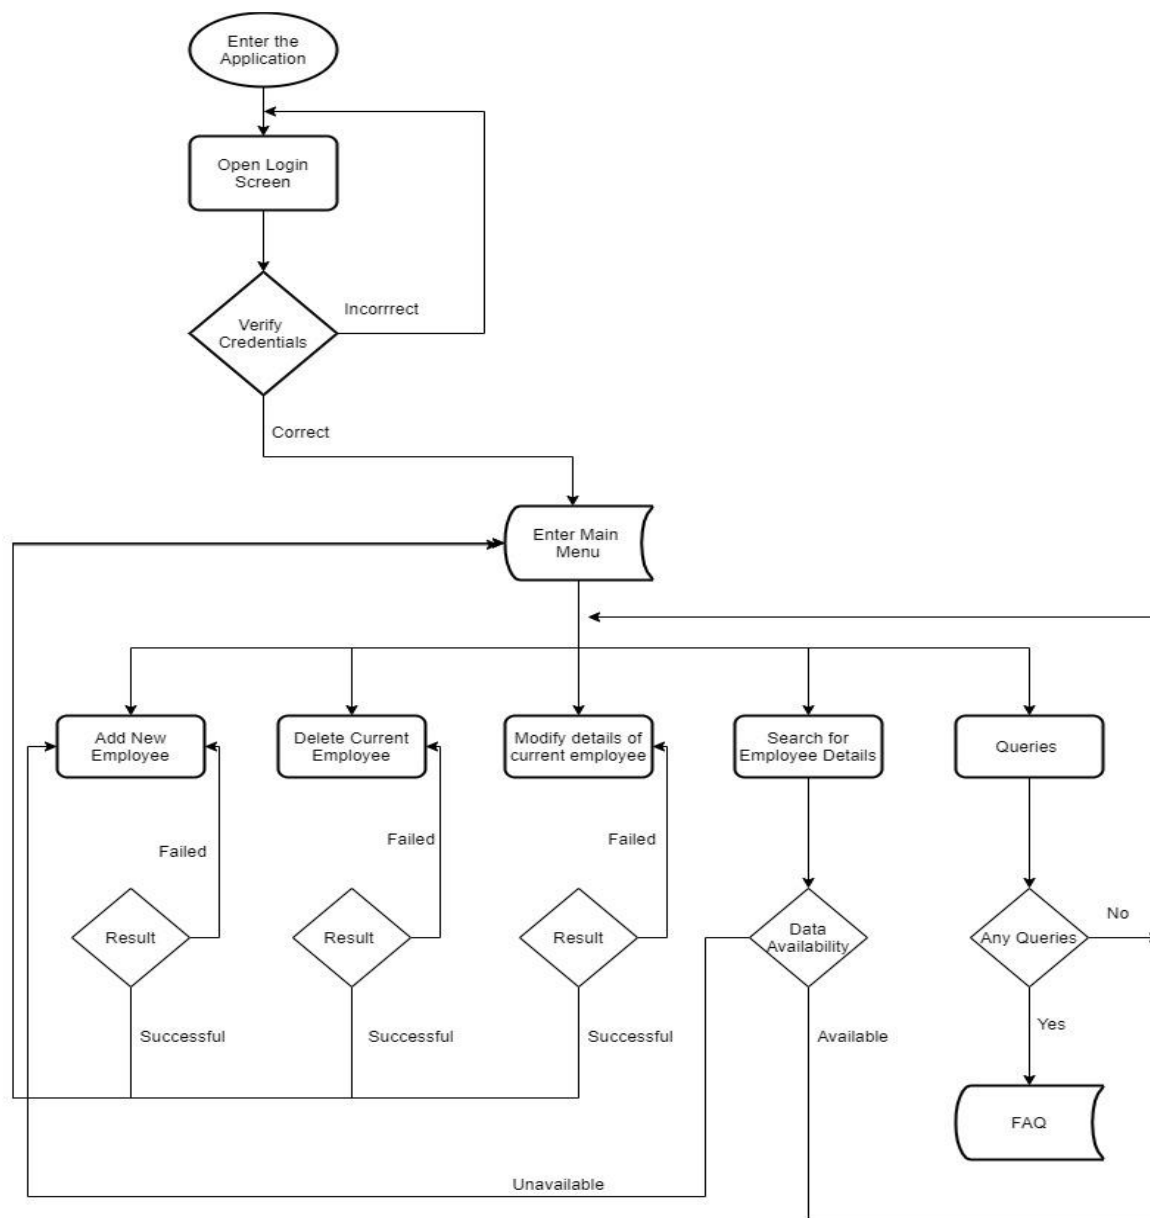 Enter the
Application
Open Login
Screen
Incorrrect
Verify
Credentials
Correct
Enter Main
Menu
Add New
Employee
Delete Current
Employee
Modify details of
current employee
Search for
Employee Details
Queries
Failed
Failed
Failed
Result
Result
Result
Data
Availability
Any Queries
No
Successful
Successful
Successful
Available
Yes
FAQ
Unavailable